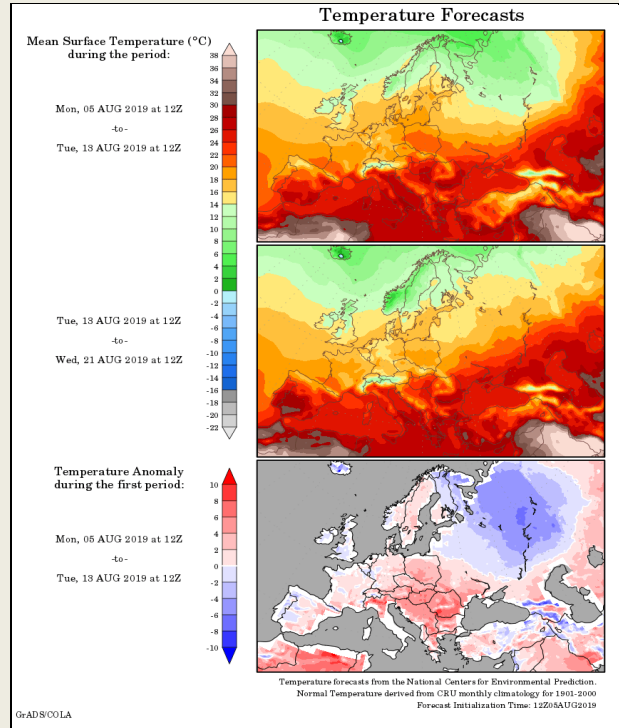 Temperature Forecasts
Mean Surface Temperature (°C)
during the period:
Mon, 05 AUG 2019 at 12Z
-to-
Tue, 13 AUG 2019 at 12Z
38
36
34
32
30
28
26
24
22
20
18
16
14
12
10
8
6
4
2
0
-2
-4
-6
-8
-10
-12
-14
-16
-18
-20
-22
Tue, 13 AUG 2019 at 12Z
-to-
Wed, 21 AUG 2019 at 12Z
Temperature Anomaly
during the first period:
Mon, 05 AUG 2019 at 12Z
-to-
Tue, 13 AUG 2019 at 12Z
10
8
6
4
2
0
-2
-4
-6
-8
-10
Temperature forecasts from the National Centers for Environmental Prediction.
Normal Temperature derived from CRU monthly climatology for 1901-2000
Forecast Initialization Time: 12Z05AUG2019
GrADS/COLA